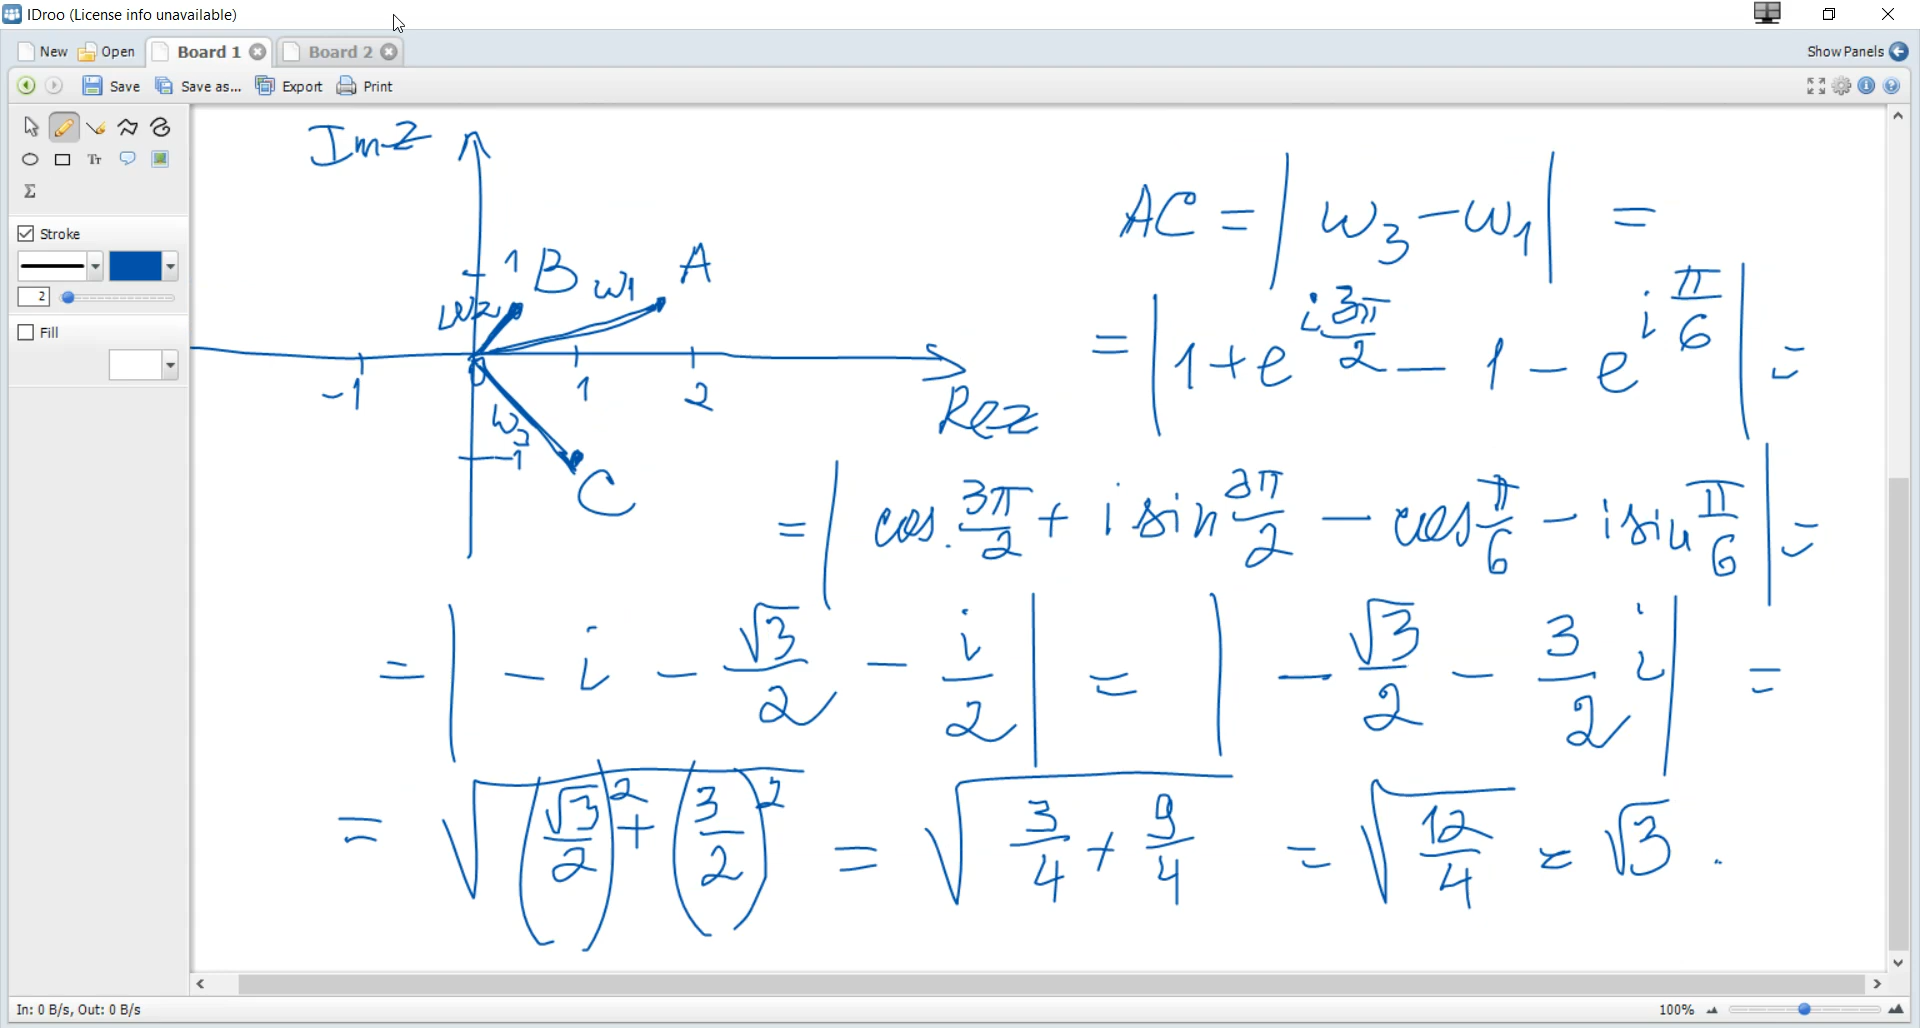 IDroo (License info unavailable)
New Open Board 1 Board 2 Show Panels
Save Save as... Export Print
Tт
Σ
Stroke
2
Fill
Im z
1 B w1 A
w2
0
-1 1 2
Re z
w3
-1
C
AC = | w3 - w1 | =
= | 1 + e^{i 3π/2} - 1 - e^{i π/6} | =
= | cos 3π/2 + i sin 3π/2 - cos π/6 - i sin π/6 | =
= | - i - √3/2 - i/2 | = | - √3/2 - 3/2 i | =
= √((√3/2)² + (3/2)²) = √(3/4 + 9/4) = √(12/4) = √3 .
In: 0 B/s, Out: 0 B/s 100%